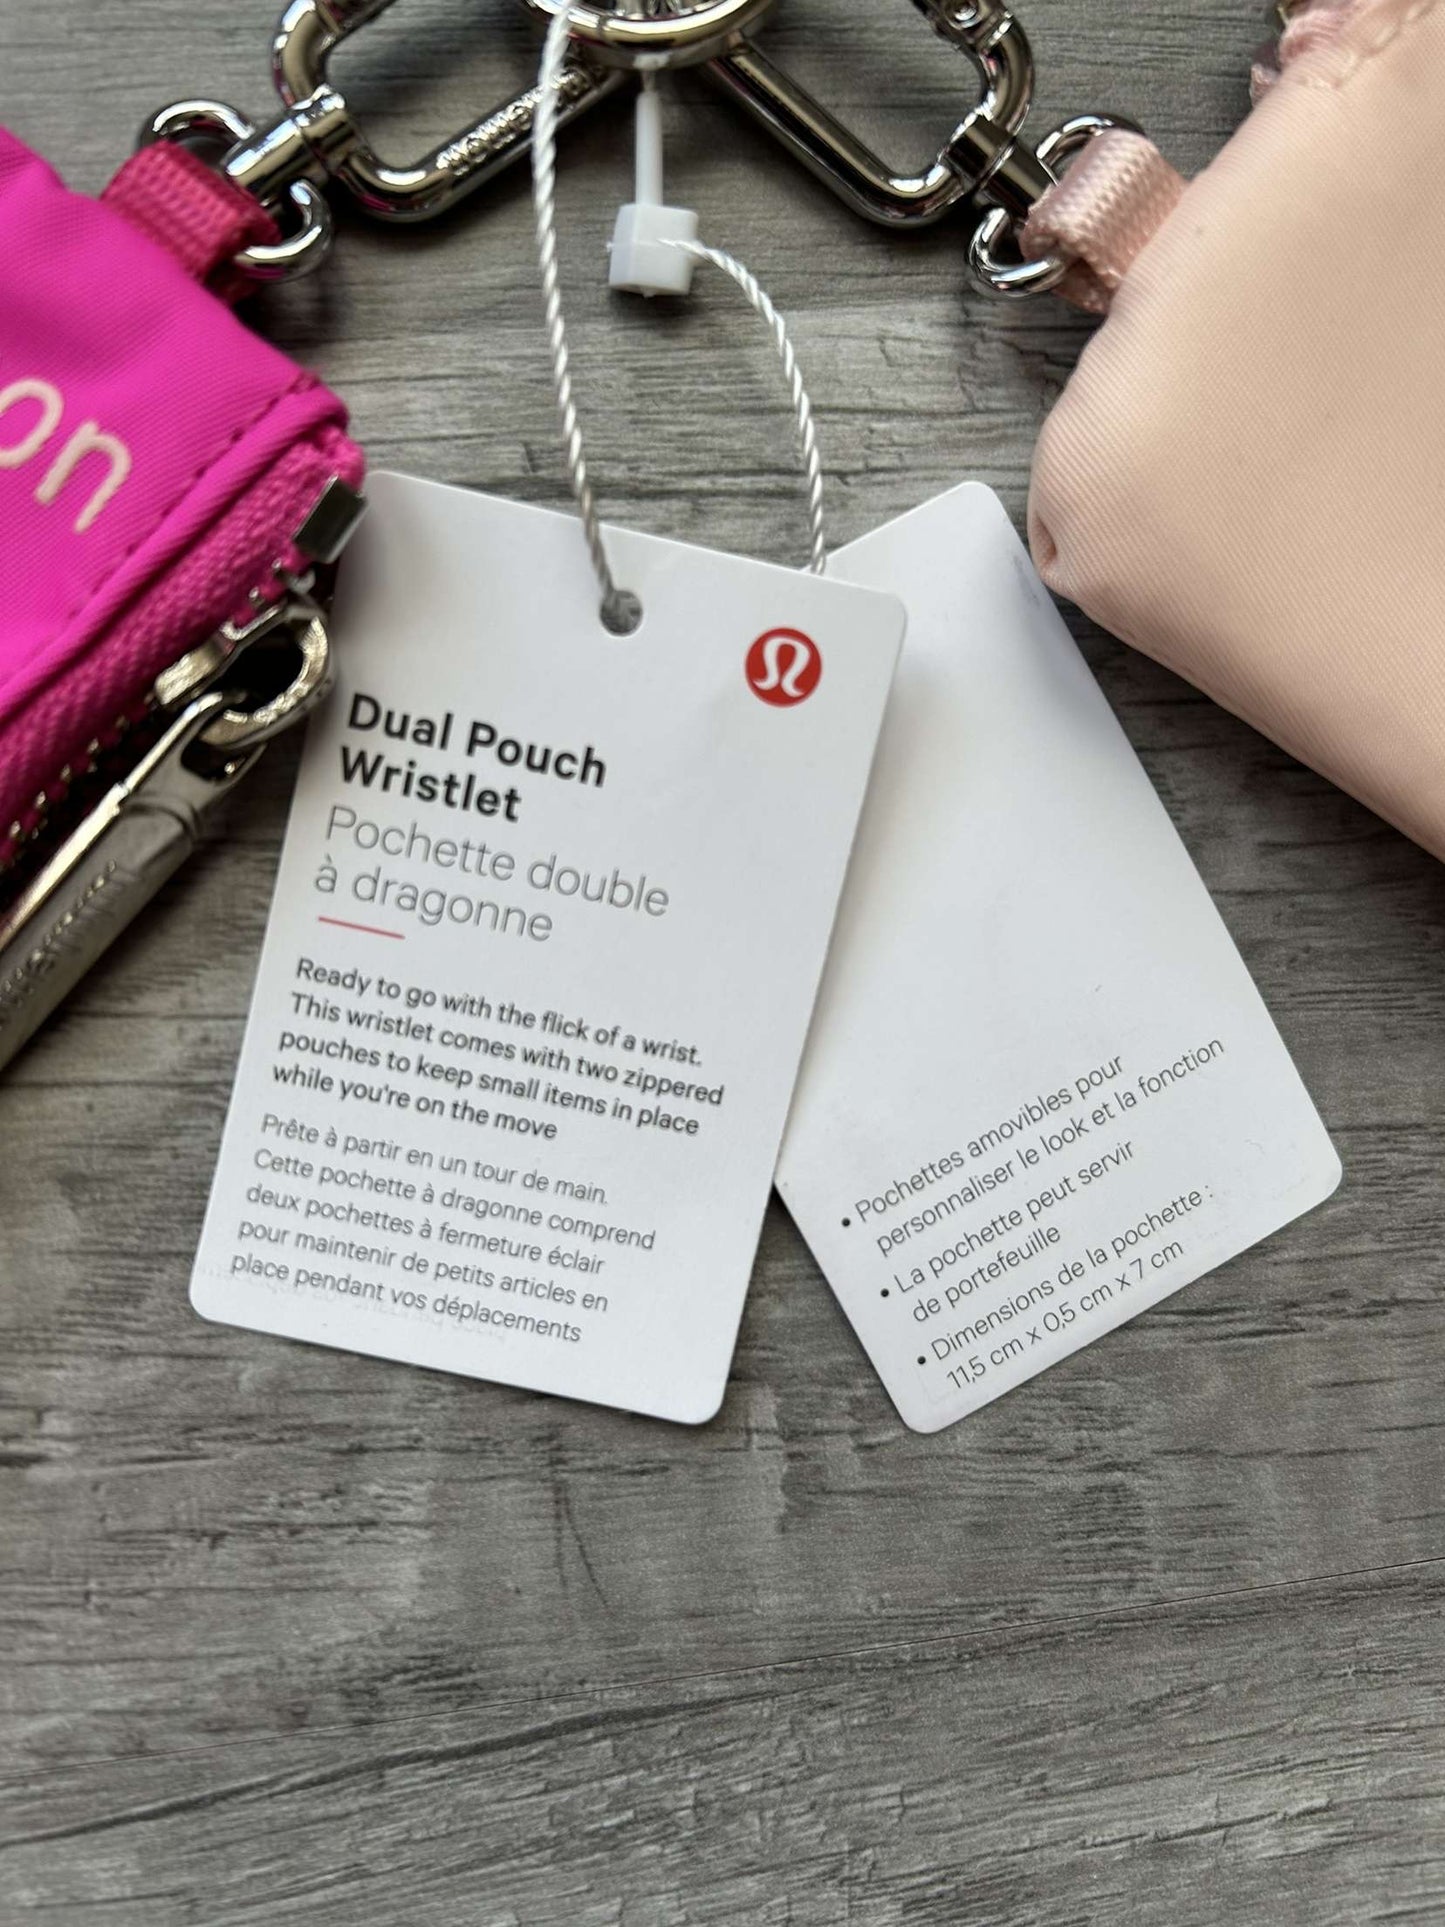 on
Dual Pouch
Wristlet
Pochette double
à dragonne
Ready to go with the flick of a wrist.
This wristlet comes with two zippered
pouches to keep small items in place
while you're on the move
Prête à partir en un tour de main.
Cette pochette à dragonne comprend
deux pochettes à fermeture éclair
pour maintenir de petits articles en
place pendant vos déplacements
• Pochettes amovibles pour
personnaliser le look et la fonction
• La pochette peut servir
de portefeuille
• Dimensions de la pochette :
11,5 cm x 0,5 cm x 7 cm